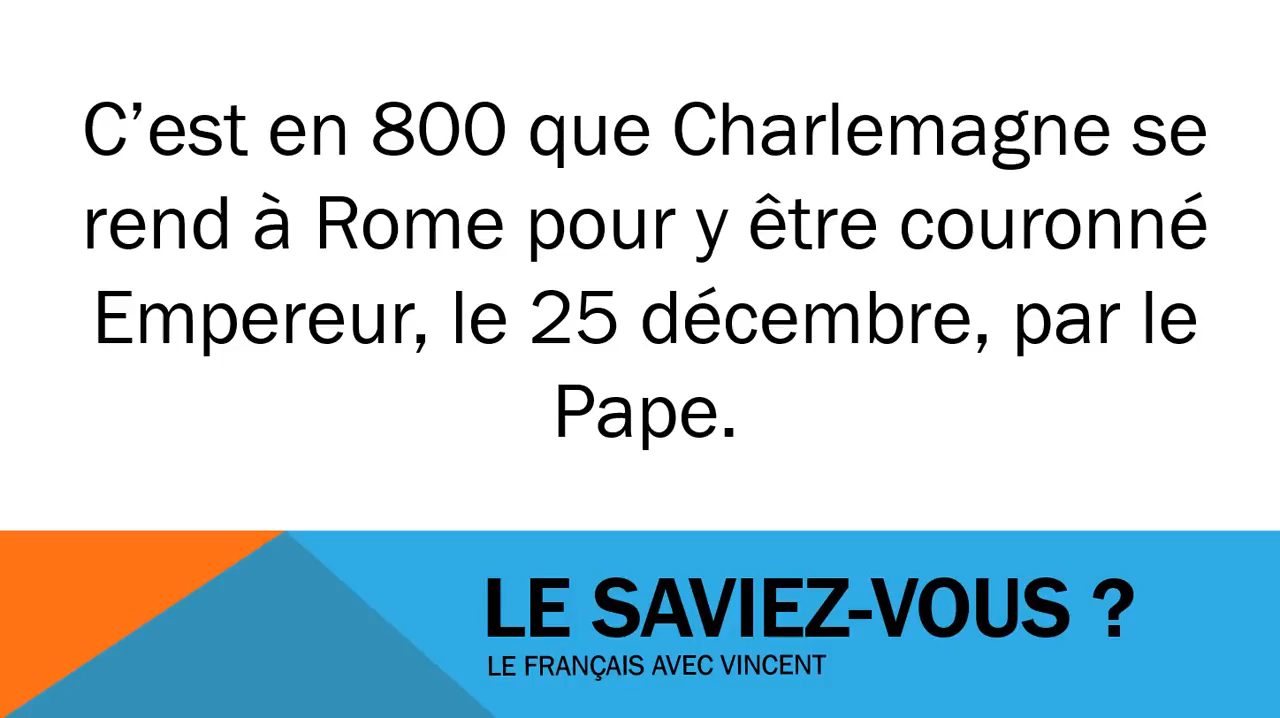 C’est en 800 que Charlemagne se
rend à Rome pour y être couronné
Empereur, le 25 décembre, par le
Pape.
LE SAVIEZ-VOUS ?
LE FRANÇAIS AVEC VINCENT